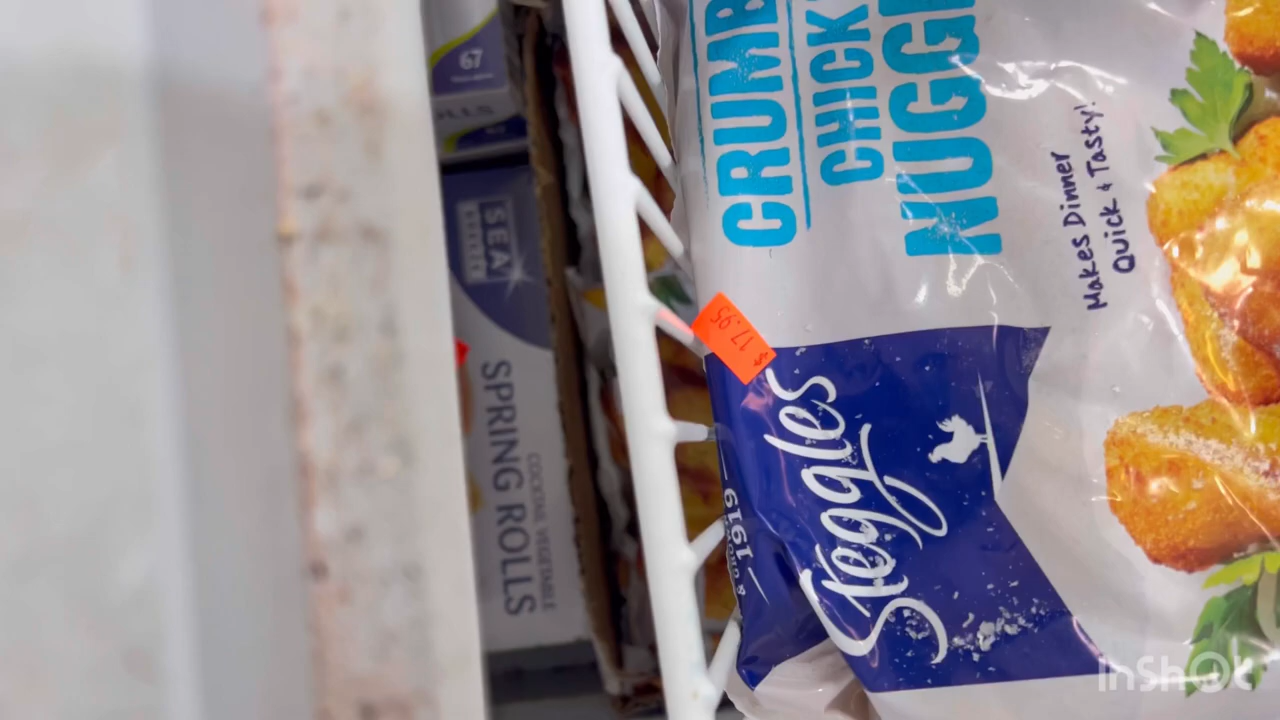 CRUMB
CHICK
NUGG
Makes Dinner
Quick & Tasty!
$17.95
Steggles
1919
67
SEA
SPRING ROLLS
COCKTAIL VEGETABLE
InShOt